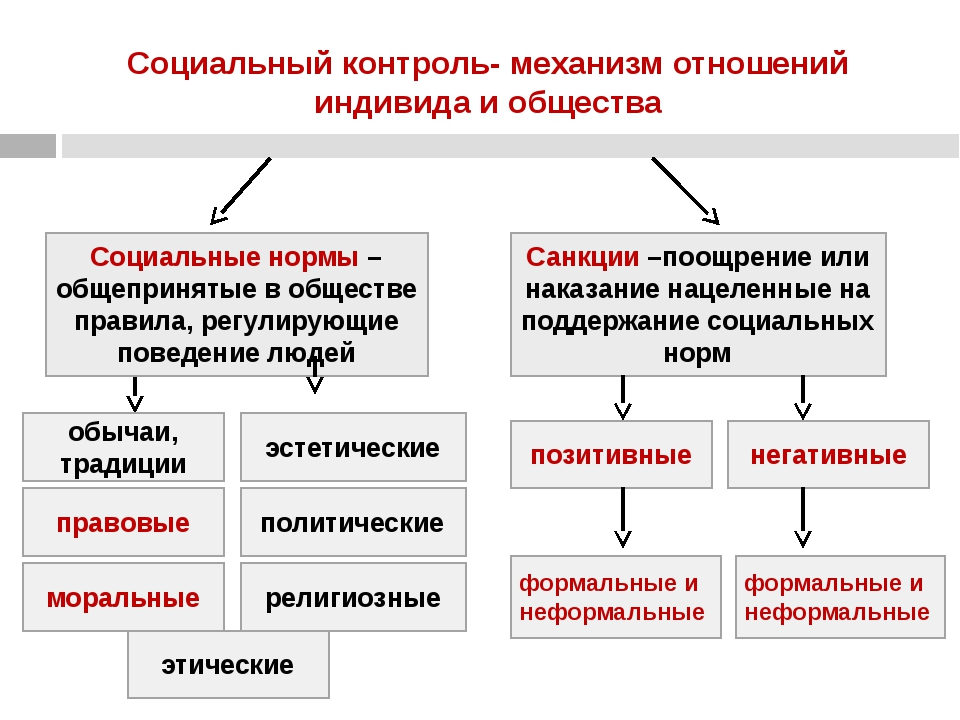 Социальный контроль- механизм отношений
индивида и общества
Социальные нормы –
общепринятые в обществе
правила, регулирующие
поведение людей
Санкции –поощрение или
наказание нацеленные на
поддержание социальных
норм
обычаи,
традиции
эстетические
правовые
политические
моральные
религиозные
этические
позитивные
негативные
формальные и
неформальные
формальные и
неформальные